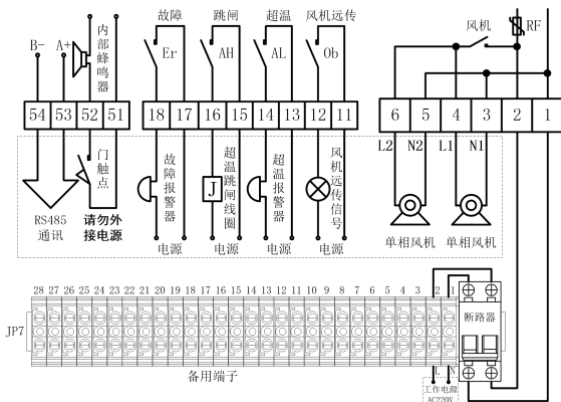 故障 跳闸 超温 风机远传
B- A+ 内部蜂鸣器 Er AH AL Ob 风机 RF
54 53 52 51 18 17 16 15 14 13 12 11 6 5 4 3 2 1
L2 N2 L1 N1
门触点 故障报警器 J 超温跳闸线圈 超温报警器 风机远传信号
RS485 请勿外
通讯 接电源 电源 电源 电源 电源 单相风机 单相风机
28 27 26 25 24 23 22 21 20 19 18 17 16 15 14 13 12 11 10 9 8 7 6 5 4 3 2 1
JP7 断路器
备用端子 L N
工作电源
AC220V